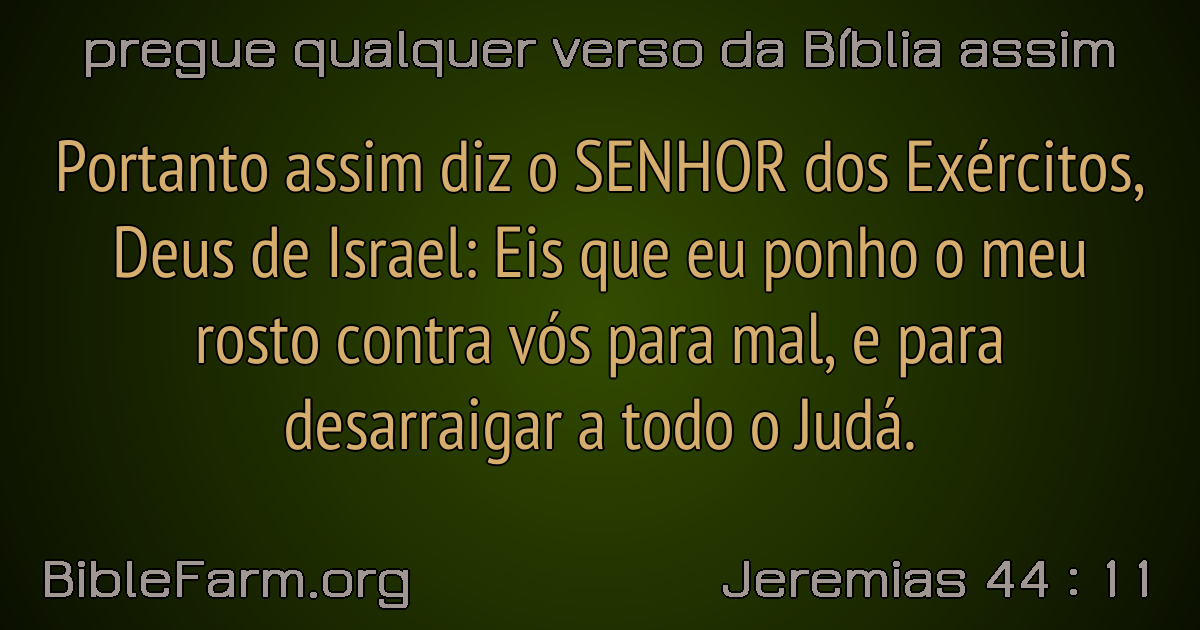 pregue qualquer verso da Bíblia assim
Portanto assim diz o SENHOR dos Exércitos,
Deus de Israel: Eis que eu ponho o meu
rosto contra vós para mal, e para
desarraigar a todo o Judá.
BibleFarm.org
Jeremias 44 : 11